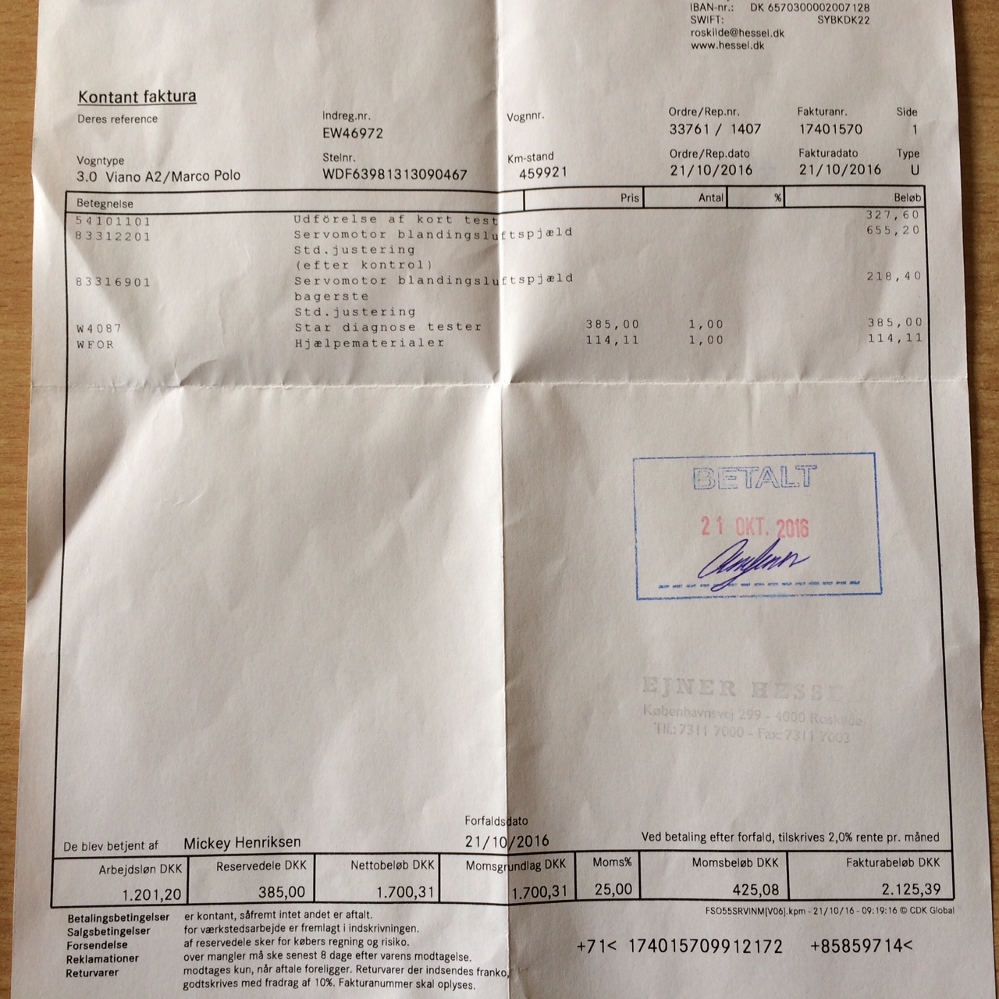 IBAN-nr.: DK 6570300002007128
SWIFT: SYBKDK22
roskilde@hessel.dk
www.hessel.dk
Kontant faktura
Deres reference
Indreg.nr. Vognnr. Ordre/Rep.nr. Fakturanr. Side
EW46972 33761 / 1407 17401570 1
Vogntype Stelnr. Km-stand Ordre/Rep.dato Fakturadato Type
3.0 Viano A2/Marco Polo WDF63981313090467 459921 21/10/2016 21/10/2016 U
Betegnelse Pris Antal % Beløb
54101101 Udförelse af kort test 327,60
83312201 Servomotor blandingsluftspjæld 655,20
Std.justering
(efter kontrol)
83316901 Servomotor blandingsluftspjæld 218,40
bagerste
Std.justering
W4087 Star diagnose tester 385,00 1,00 385,00
WFOR Hjælpematerialer 114,11 1,00 114,11
BETALT
21 OKT. 2016
EJNER HESSE
Københavnsvej 299 - 4000 Roskilde
Tlf.: 7311 7000 - Fax: 7311 7003
Forfaldsdato
De blev betjent af Mickey Henriksen 21/10/2016 Ved betaling efter forfald, tilskrives 2,0% rente pr. måned
Arbejdsløn DKK Reservedele DKK Nettobeløb DKK Momsgrundlag DKK Moms% Momsbeløb DKK Fakturabeløb DKK
1.201,20 385,00 1.700,31 1.700,31 25,00 425,08 2.125,39
FSO55SRVINM[V06].kpm - 21/10/16 - 09:19:16 © CDK Global
Betalingsbetingelser er kontant, såfremt intet andet er aftalt.
Salgsbetingelser for værkstedsarbejde er fremlagt i indskrivningen.
Forsendelse af reservedele sker for købers regning og risiko.
Reklamationer over mangler må ske senest 8 dage efter varens modtagelse.
Returvarer modtages kun, når aftale foreligger. Returvarer der indsendes franko,
godtskrives med fradrag af 10%. Fakturanummer skal oplyses.
+71< 174015709912172 +85859714<